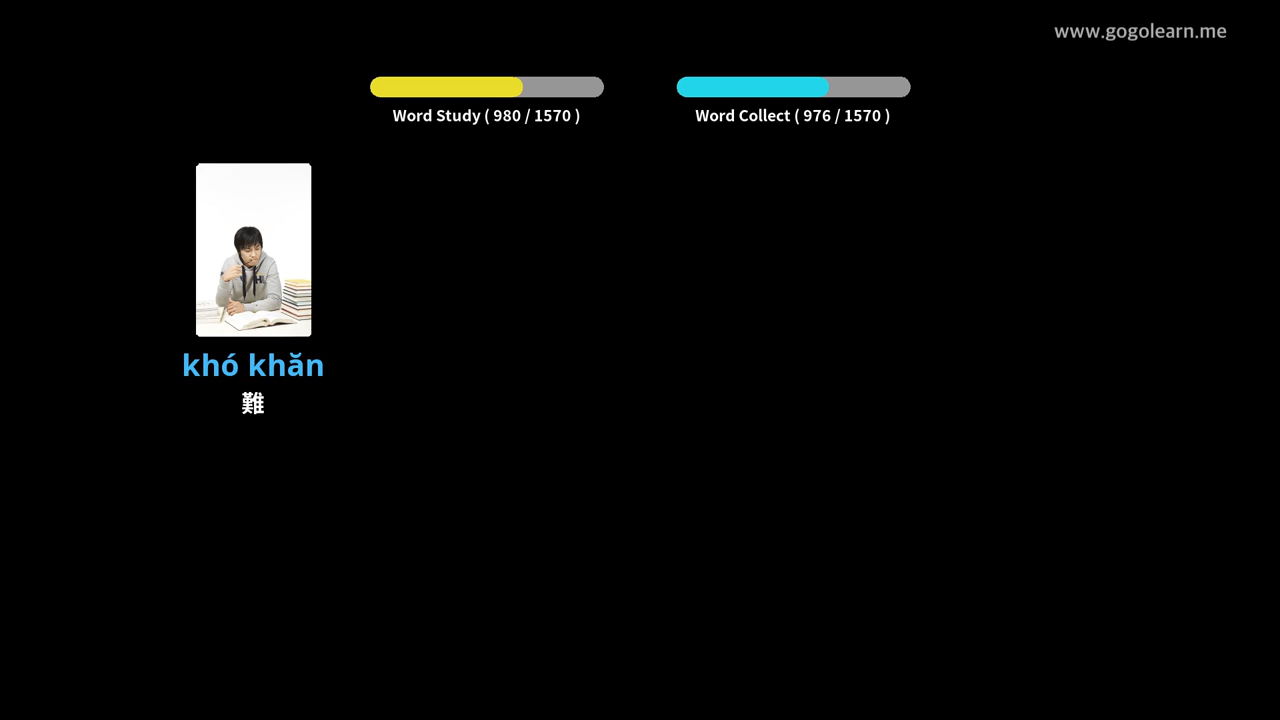 www.gogolearn.me
Word Study ( 980 / 1570 )
Word Collect ( 976 / 1570 )
khó khăn
難